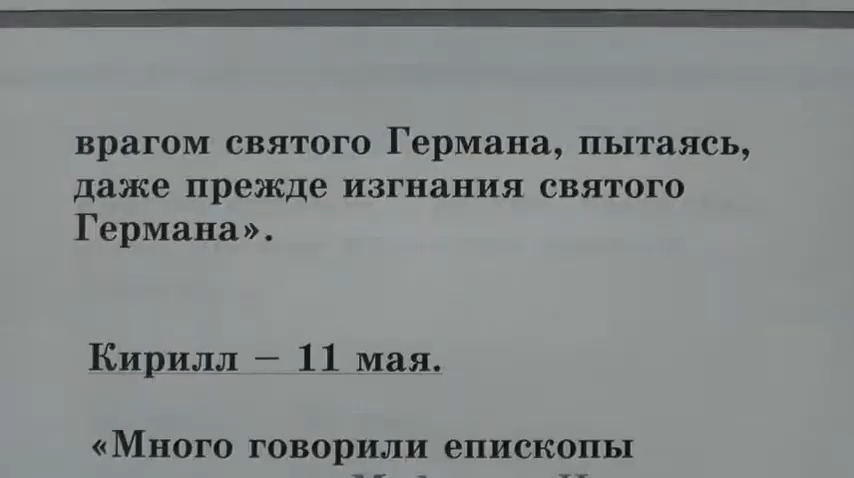 врагом святого Германа, пытаясь,
даже прежде изгнания святого
Германа».
Кирилл – 11 мая.
«Много говорили епископы